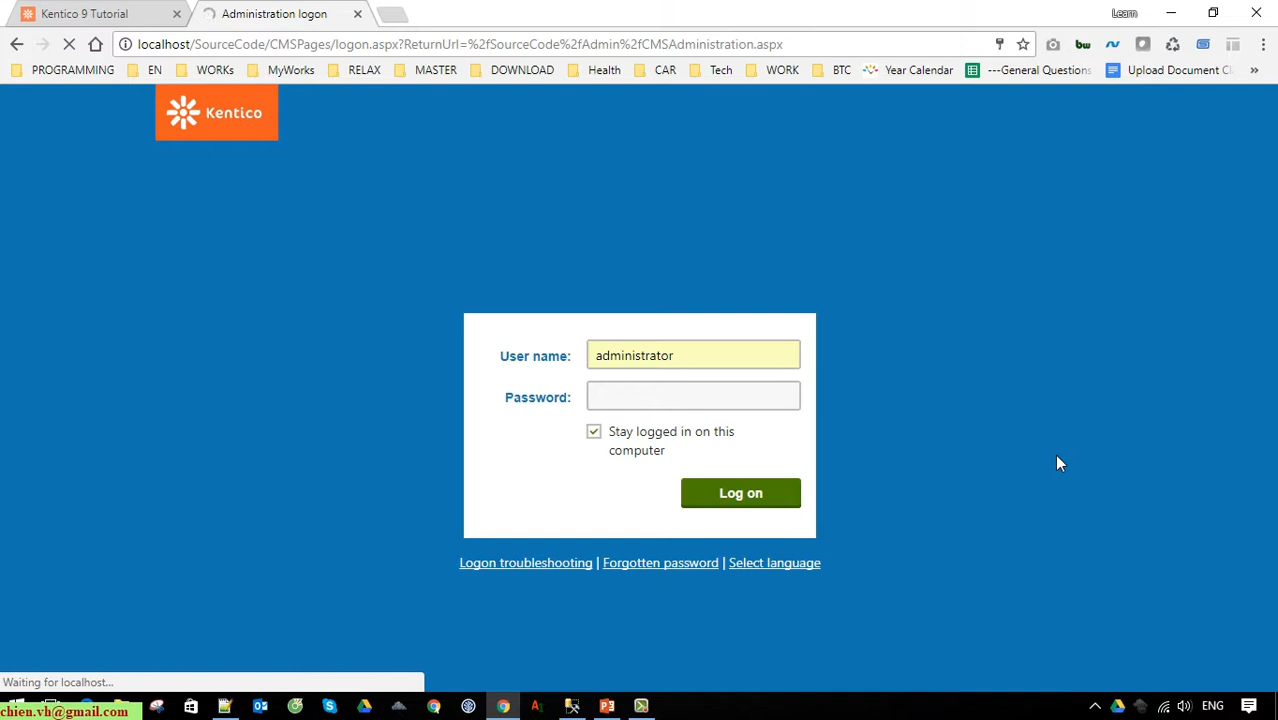 Kentico 9 Tutorial
Administration logon
Learn
localhost/SourceCode/CMSPages/logon.aspx?ReturnUrl=%2fSourceCode%2fAdmin%2fCMSAdministration.aspx
PROGRAMMING EN WORKs MyWorks RELAX MASTER DOWNLOAD Health CAR Tech WORK BTC Year Calendar ---General Questions Upload Document Cl
Kentico
User name: administrator
Password:
Stay logged in on this
computer
Log on
Logon troubleshooting | Forgotten password | Select language
Waiting for localhost...
chien.vh@gmail.com
ENG